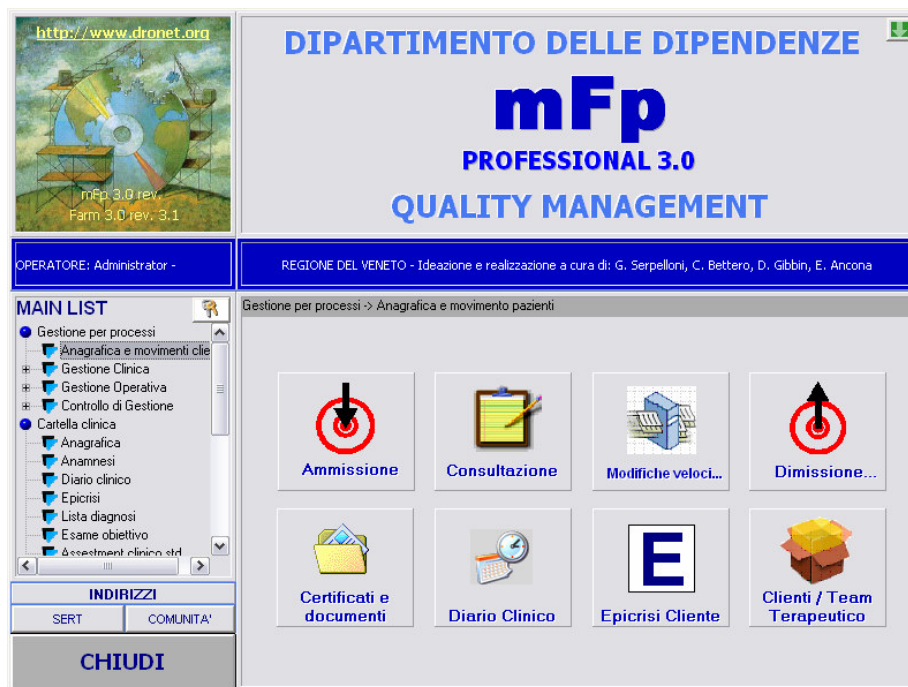 http://www.dronet.org
mFp 3.0 rev.
Farm 3.0 rev. 3.1
DIPARTIMENTO DELLE DIPENDENZE
mFp
PROFESSIONAL 3.0
QUALITY MANAGEMENT
OPERATORE: Administrator -
REGIONE DEL VENETO - Ideazione e realizzazione a cura di: G. Serpelloni, C. Bettero, D. Gibbin, E. Ancona
MAIN LIST
Gestione per processi
Anagrafica e movimenti clie
Gestione Clinica
Gestione Operativa
Controllo di Gestione
Cartella clinica
Anagrafica
Anamnesi
Diario clinico
Epicrisi
Lista diagnosi
Esame obiettivo
Assestment clinico std
INDIRIZZI
SERT
COMUNITA'
CHIUDI
Gestione per processi -> Anagrafica e movimento pazienti
Ammissione
Consultazione
Modifiche veloci...
Dimissione...
Certificati e
documenti
Diario Clinico
E
Epicrisi Cliente
Clienti / Team
Terapeutico